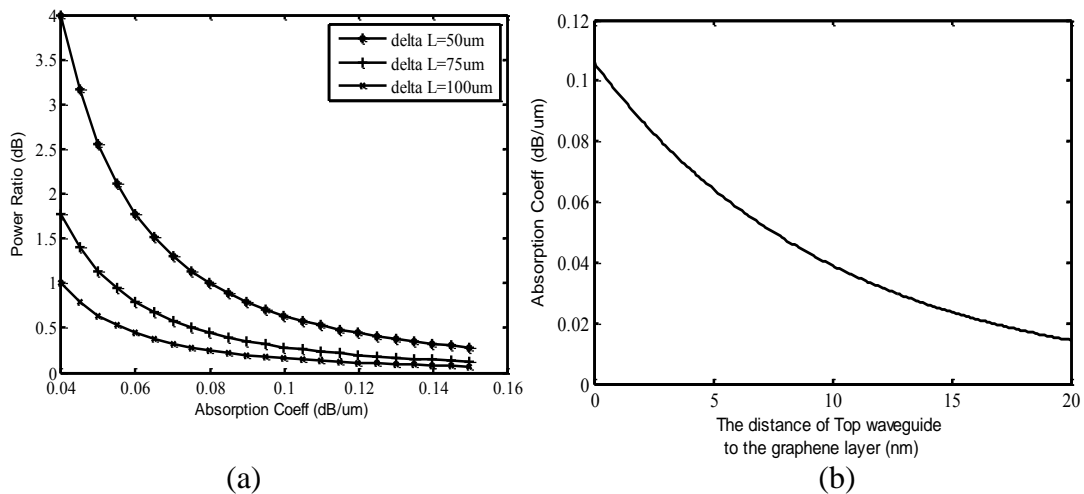 4
3.5
3
2.5
2
1.5
1
0.5
0
0.04
0.06
0.08
0.1
0.12
0.14
0.16
Power Ratio (dB)
Absorption Coeff (dB/um)
delta L=50um
delta L=75um
delta L=100um
(a)
0.12
0.1
0.08
0.06
0.04
0.02
0
0
5
10
15
20
Absorption Coeff (dB/um)
The distance of Top waveguide
to the graphene layer (nm)
(b)